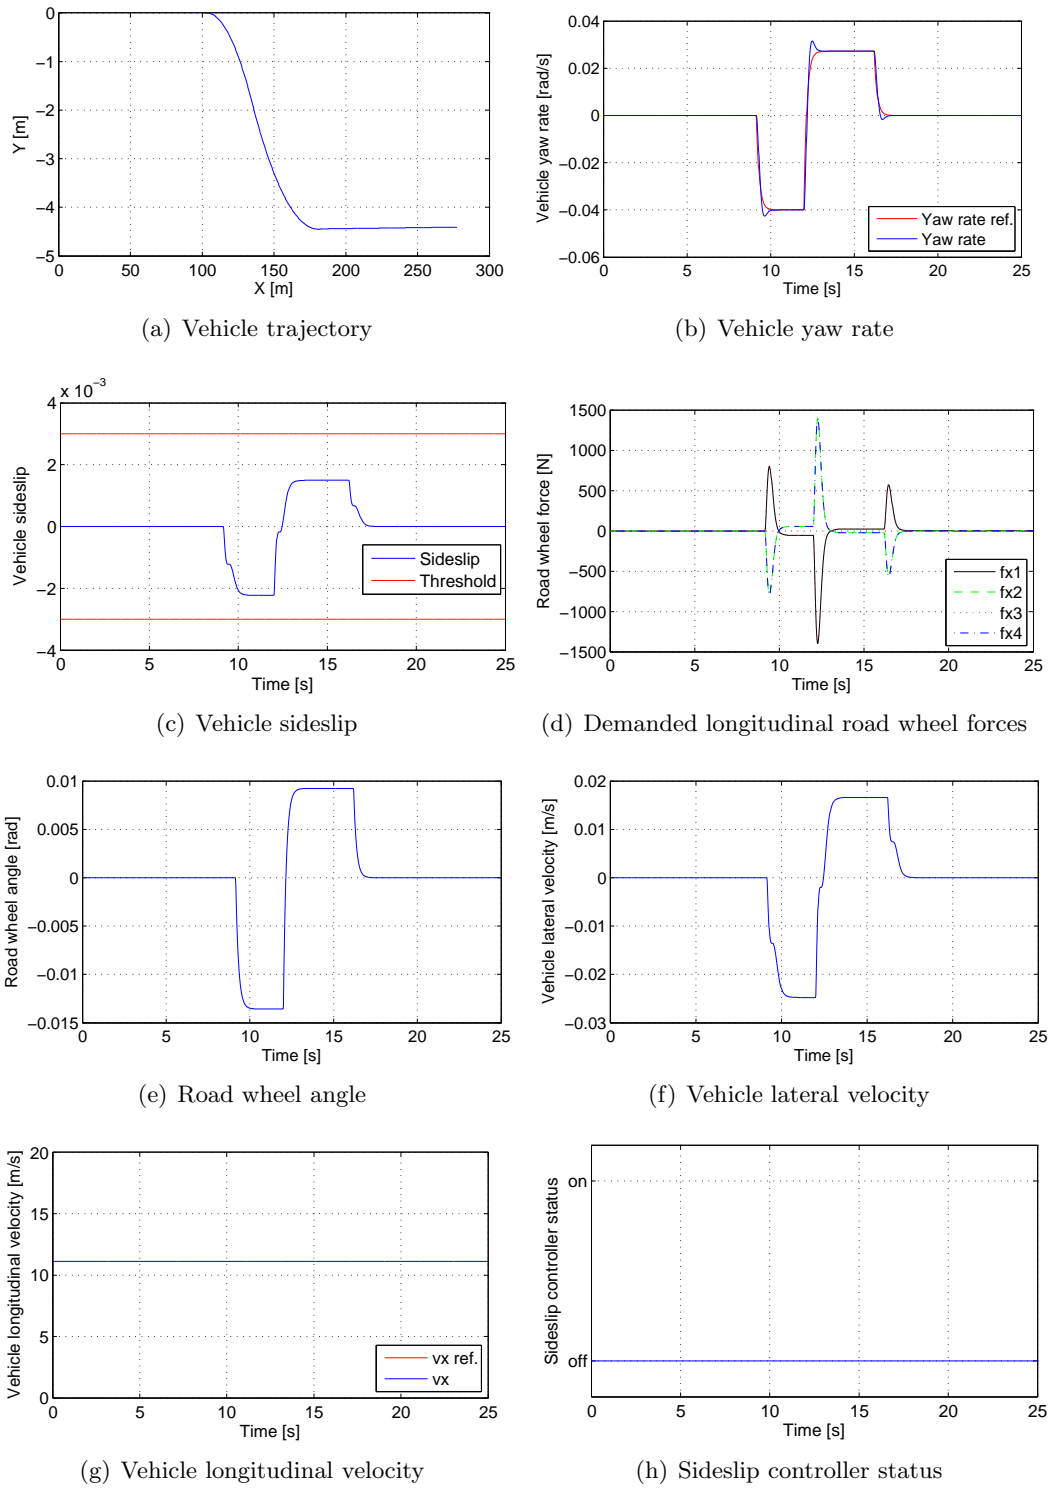 0
−1
−2
−3
−4
−5
Y [m]
0 50 100 150 200 250 300
X [m]
(a) Vehicle trajectory
0.04
0.02
0
−0.02
−0.04
−0.06
Vehicle yaw rate [rad/s]
Yaw rate ref.
Yaw rate
0 5 10 15 20 25
Time [s]
(b) Vehicle yaw rate
x 10−3
4
2
0
−2
−4
Vehicle sideslip
Sideslip
Threshold
0 5 10 15 20 25
Time [s]
(c) Vehicle sideslip
1500
1000
500
0
−500
−1000
−1500
Road wheel force [N]
fx1
fx2
fx3
fx4
0 5 10 15 20 25
Time [s]
(d) Demanded longitudinal road wheel forces
0.01
0.005
0
−0.005
−0.01
−0.015
Road wheel angle [rad]
0 5 10 15 20 25
Time [s]
(e) Road wheel angle
0.02
0.01
0
−0.01
−0.02
−0.03
Vehicle lateral velocity [m/s]
0 5 10 15 20 25
Time [s]
(f) Vehicle lateral velocity
20
15
10
5
0
Vehicle longitudinal velocity [m/s]
vx ref.
vx
0 5 10 15 20 25
Time [s]
(g) Vehicle longitudinal velocity
on
off
Sideslip controller status
0 5 10 15 20 25
Time [s]
(h) Sideslip controller status